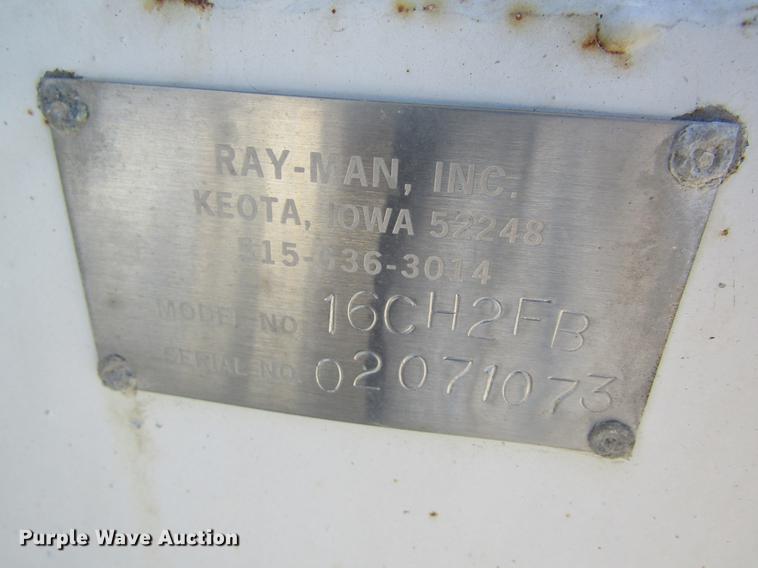 RAY-MAN, INC.
KEOTA, IOWA 52248
515-636-3014
MODEL NO 16CH2FB
SERIAL NO. 02071073
Purple Wave Auction